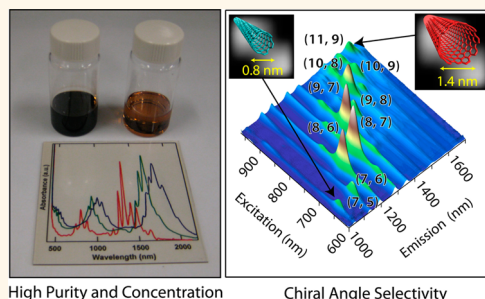 Absorbance (a.u.)
500 1000 1500 2000
Wavelength (nm)
High Purity and Concentration
0.8 nm
1.4 nm
(11, 9)
(10, 8)
(10, 9)
(9, 7)
(9, 8)
(8, 7)
(8, 6)
(7, 6)
(7, 5)
900
800
700
600
Excitation (nm)
1000
1200
1400
1600
Emission (nm)
Chiral Angle Selectivity